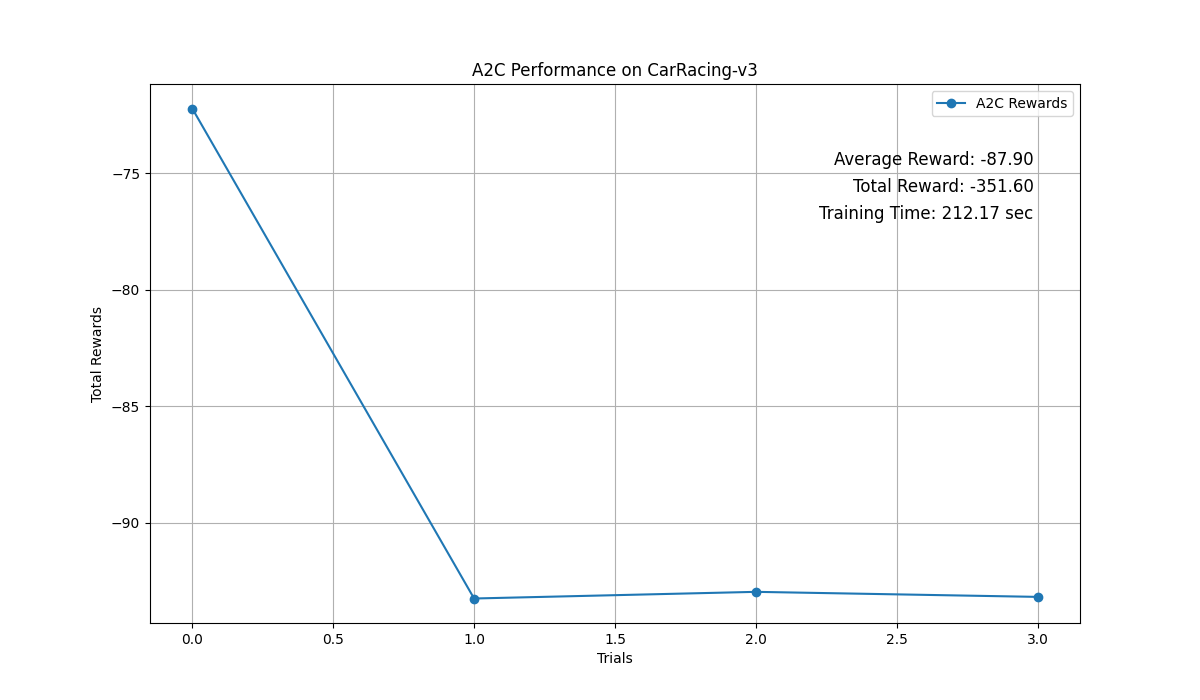 A2C Performance on CarRacing-v3
A2C Rewards
Average Reward: -87.90
Total Reward: -351.60
Training Time: 212.17 sec
Total Rewards
−75
−80
−85
−90
0.0 0.5 1.0 1.5 2.0 2.5 3.0
Trials